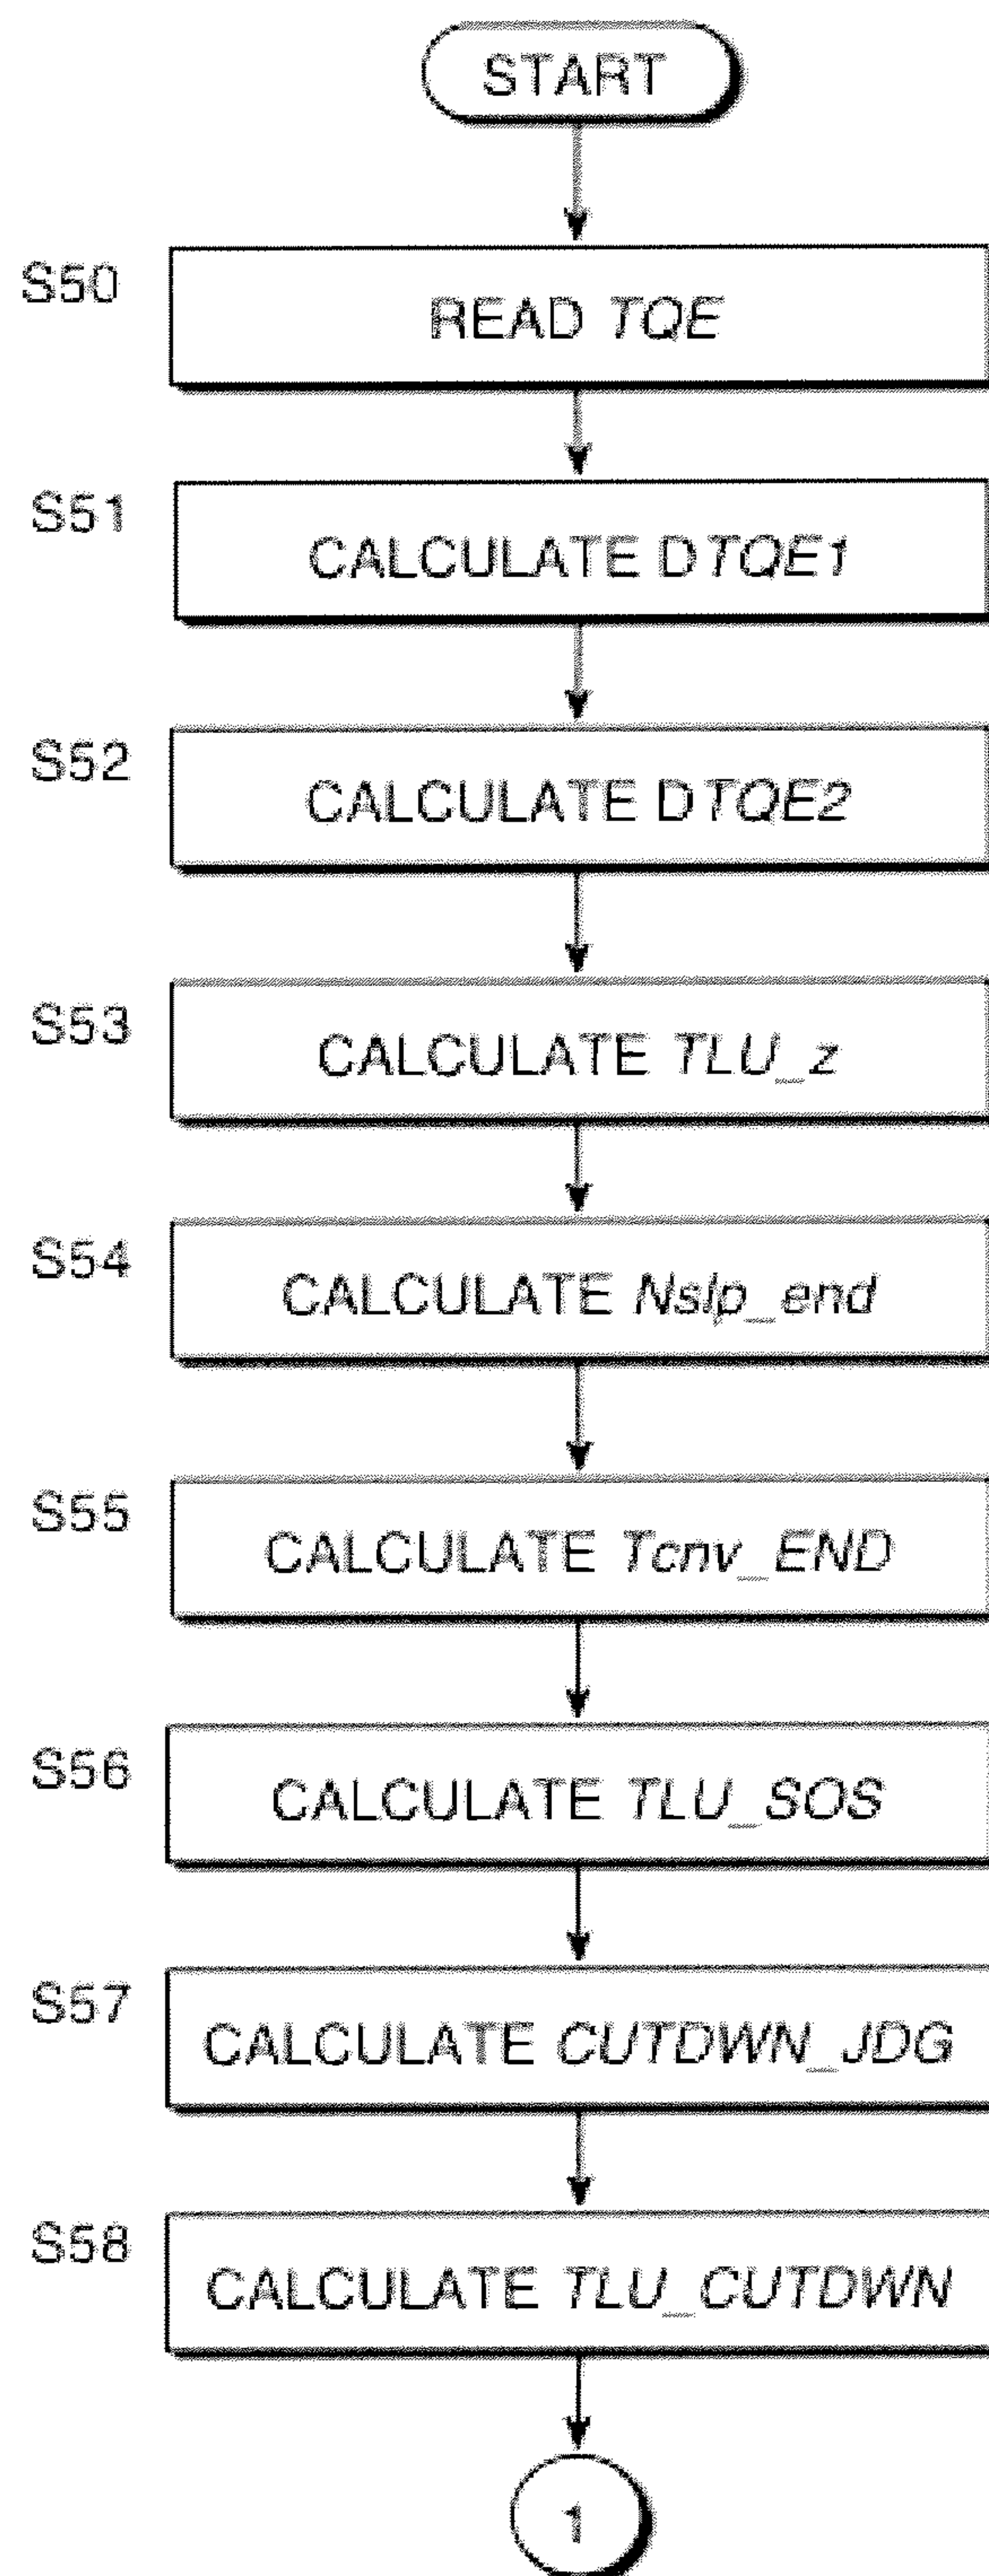 START
S50
READ TQE
S51
CALCULATE DTQE1
S52
CALCULATE DTQE2
S53
CALCULATE TLU_z
S54
CALCULATE Nslp_end
S55
CALCULATE Tcnv_END
S56
CALCULATE TLU_SOS
S57
CALCULATE CUTDWN_JDG
S58
CALCULATE TLU_CUTDWN
1